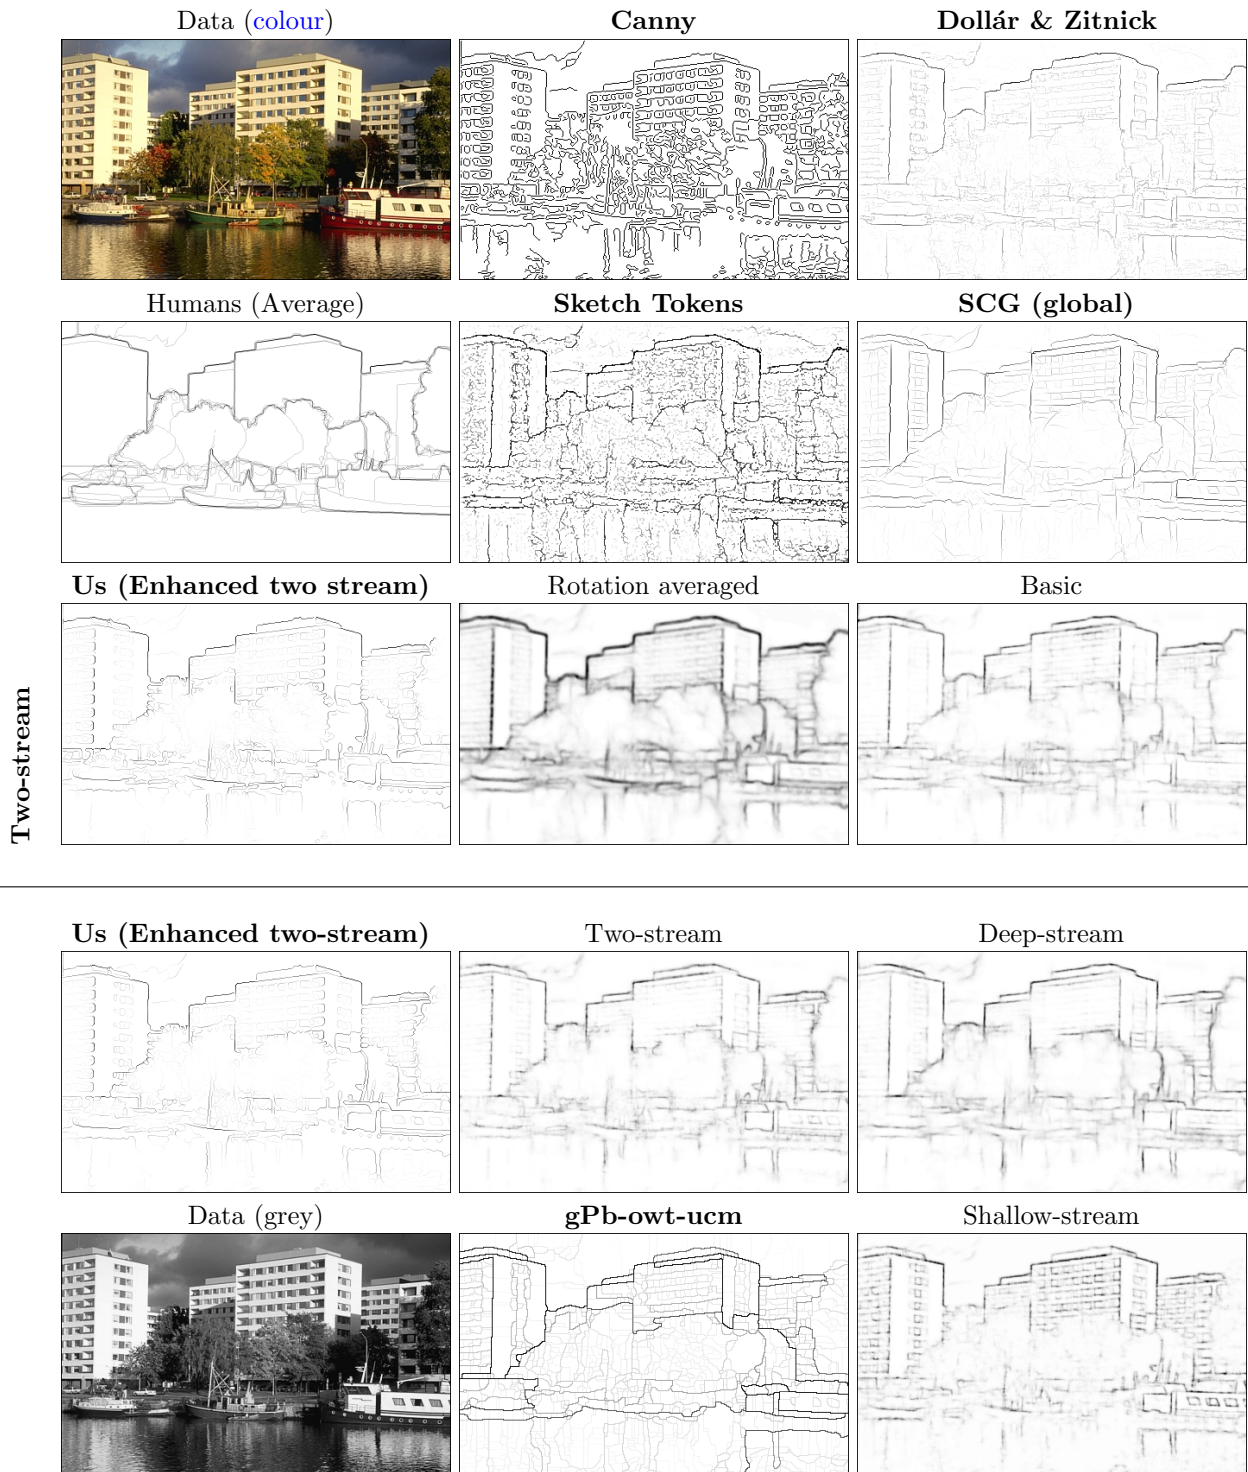 Data (colour)
Canny
Dollár & Zitnick
Humans (Average)
Sketch Tokens
SCG (global)
Us (Enhanced two stream)
Rotation averaged
Basic
Two-stream
Us (Enhanced two-stream)
Two-stream
Deep-stream
Data (grey)
gPb-owt-ucm
Shallow-stream